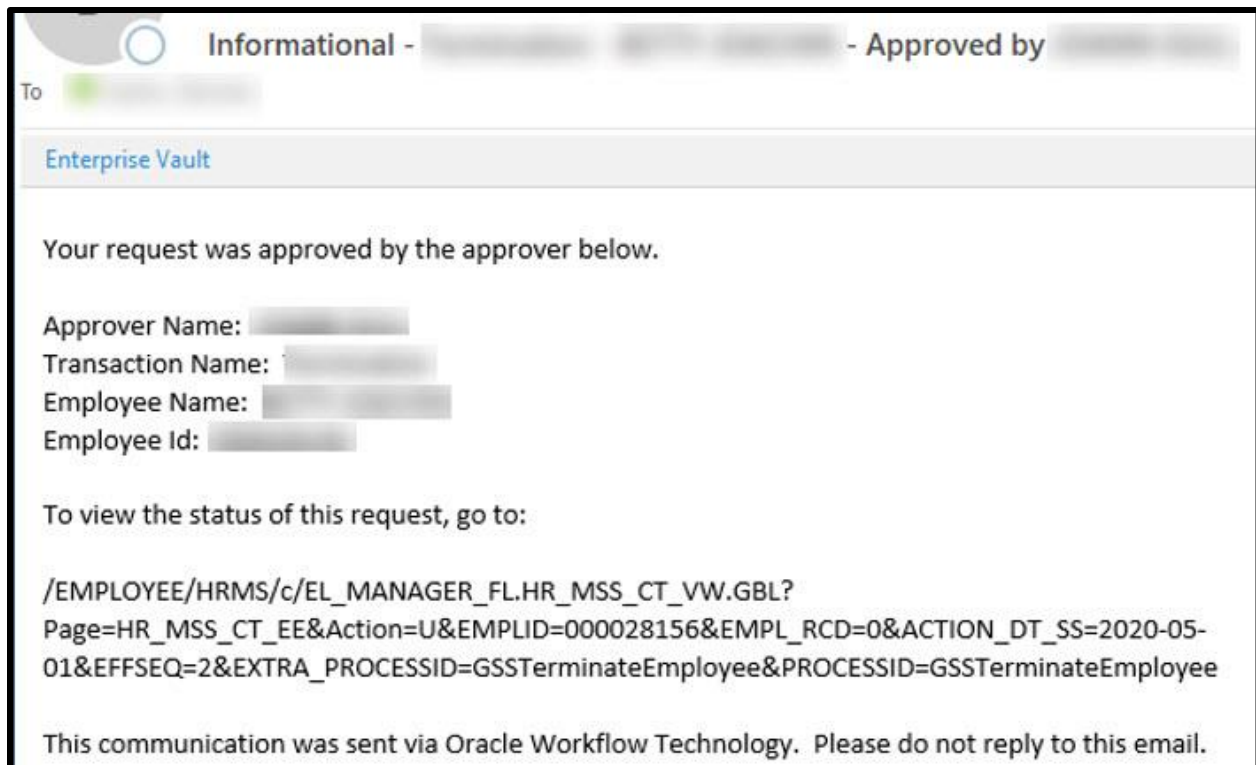 Informational - - Approved by
To
Enterprise Vault
Your request was approved by the approver below.
Approver Name:
Transaction Name:
Employee Name:
Employee Id:
To view the status of this request, go to:
/EMPLOYEE/HRMS/c/EL_MANAGER_FL.HR_MSS_CT_VW.GBL?
Page=HR_MSS_CT_EE&Action=U&EMPLID=000028156&EMPL_RCD=0&ACTION_DT_SS=2020-05-
01&EFFSEQ=2&EXTRA_PROCESSID=GSSTerminateEmployee&PROCESSID=GSSTerminateEmployee
This communication was sent via Oracle Workflow Technology.  Please do not reply to this email.